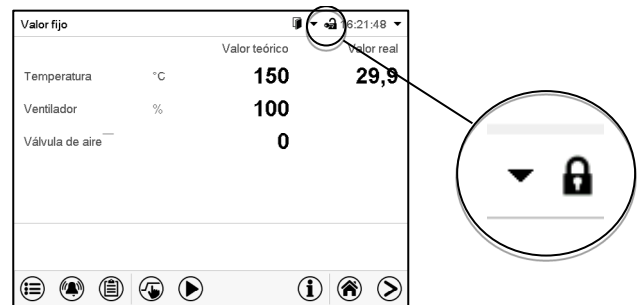 Valor fijo 16:21:48
Valor teórico Valor real
Temperatura °C 150 29,9
Ventilador % 100
Válvula de aire 0